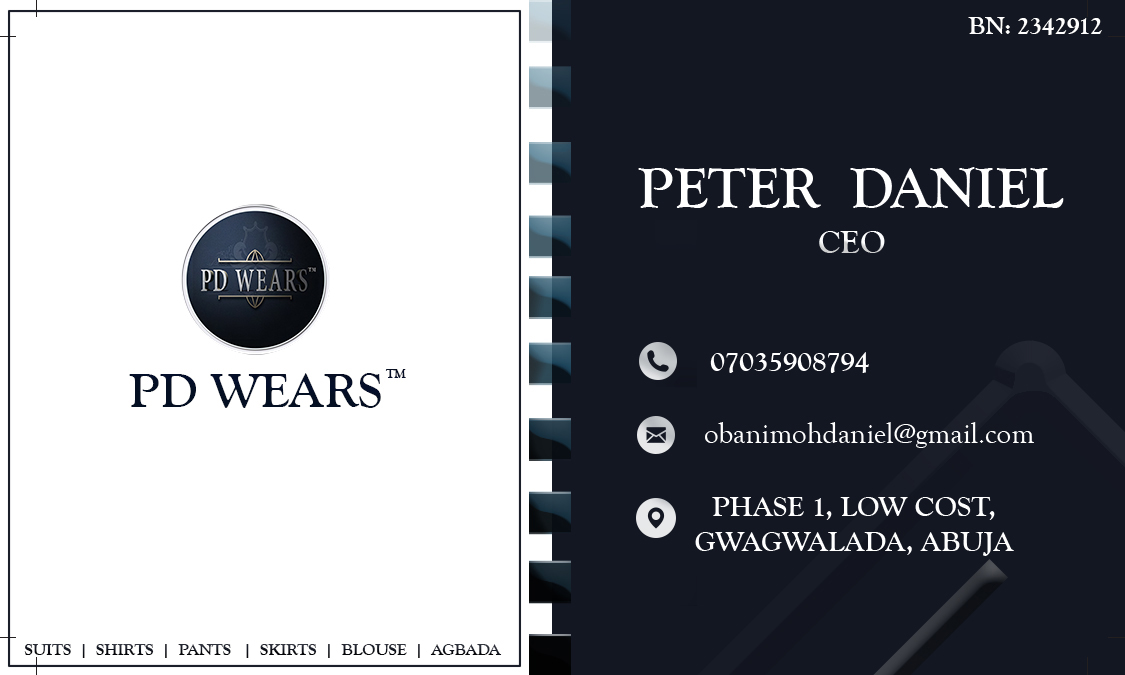 PD WEARS™
PD WEARS™
SUITS | SHIRTS | PANTS | SKIRTS | BLOUSE | AGBADA
BN: 2342912
PETER DANIEL
CEO
07035908794
obanimohdaniel@gmail.com
PHASE 1, LOW COST,
GWAGWALADA, ABUJA